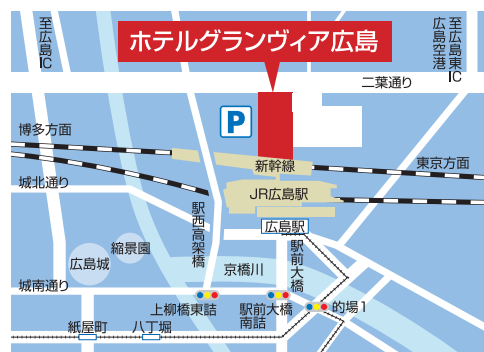 至広島IC
ホテルグランヴィア広島
広島空港
至広島東IC
二葉通り
P
博多方面
新幹線
東京方面
城北通り
JR広島駅
駅西高架橋
広島駅
駅前大橋
縮景園
広島城
京橋川
城南通り
上柳橋東詰
駅前大橋
南詰
的場1
紙屋町
八丁堀